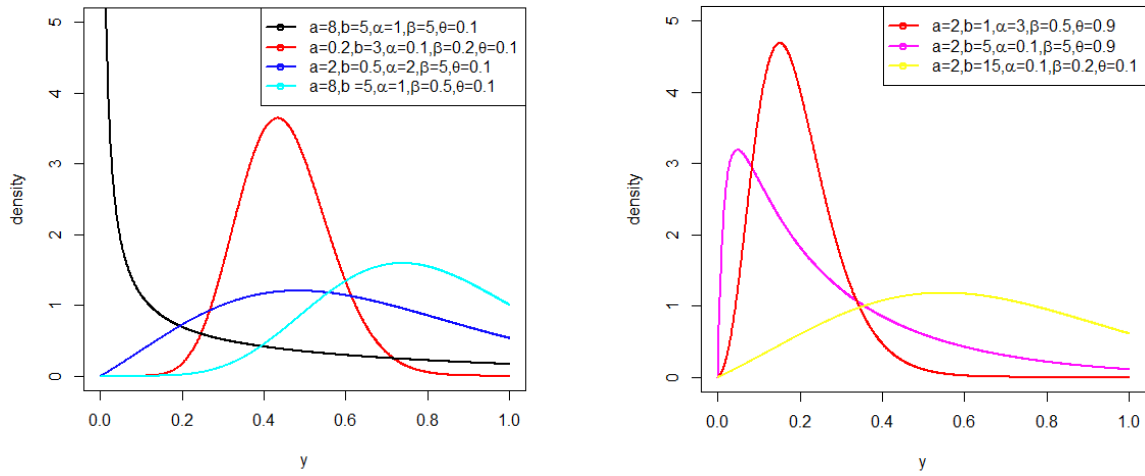 a=8,b=5,α=1,β=5,θ=0.1
a=0.2,b=3,α=0.1,β=0.2,θ=0.1
a=2,b=0.5,α=2,β=5,θ=0.1
a=8,b =5,α=1,β=0.5,θ=0.1
density
5
4
3
2
1
0
0.0 0.2 0.4 0.6 0.8 1.0
y
a=2,b=1,α=3,β=0.5,θ=0.9
a=2,b=5,α=0.1,β=5,θ=0.9
a=2,b=15,α=0.1,β=0.2,θ=0.1
density
5
4
3
2
1
0
0.0 0.2 0.4 0.6 0.8 1.0
y